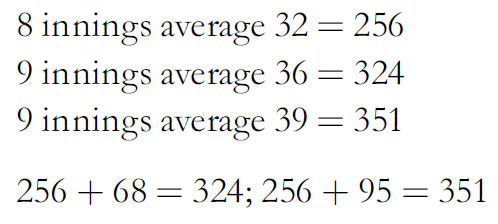 8 innings average 32 = 256
9 innings average 36 = 324
9 innings average 39 = 351
256 + 68 = 324; 256 + 95 = 351